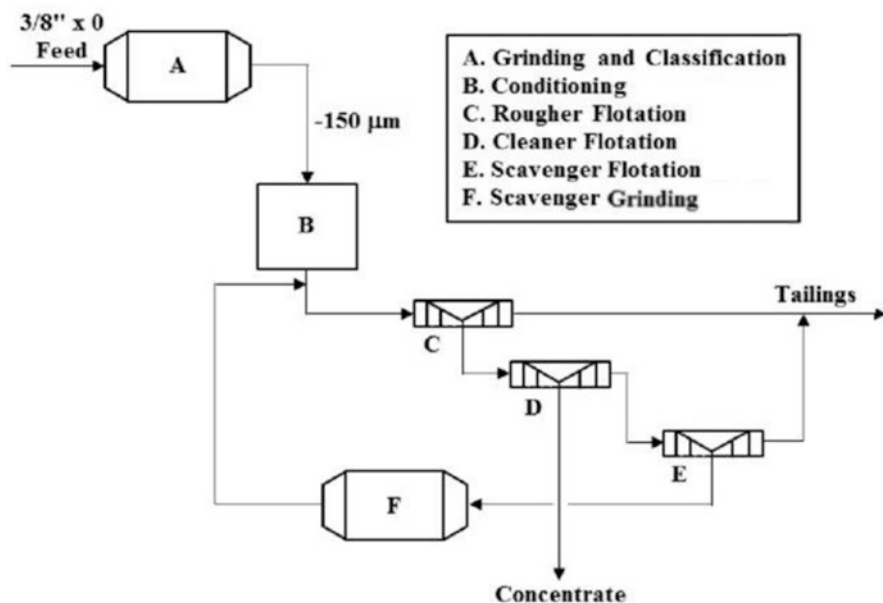 3/8" x 0
Feed
A
-150 μm
A. Grinding and Classification
B. Conditioning
C. Rougher Flotation
D. Cleaner Flotation
E. Scavenger Flotation
F. Scavenger Grinding
B
Tailings
C
D
E
F
Concentrate